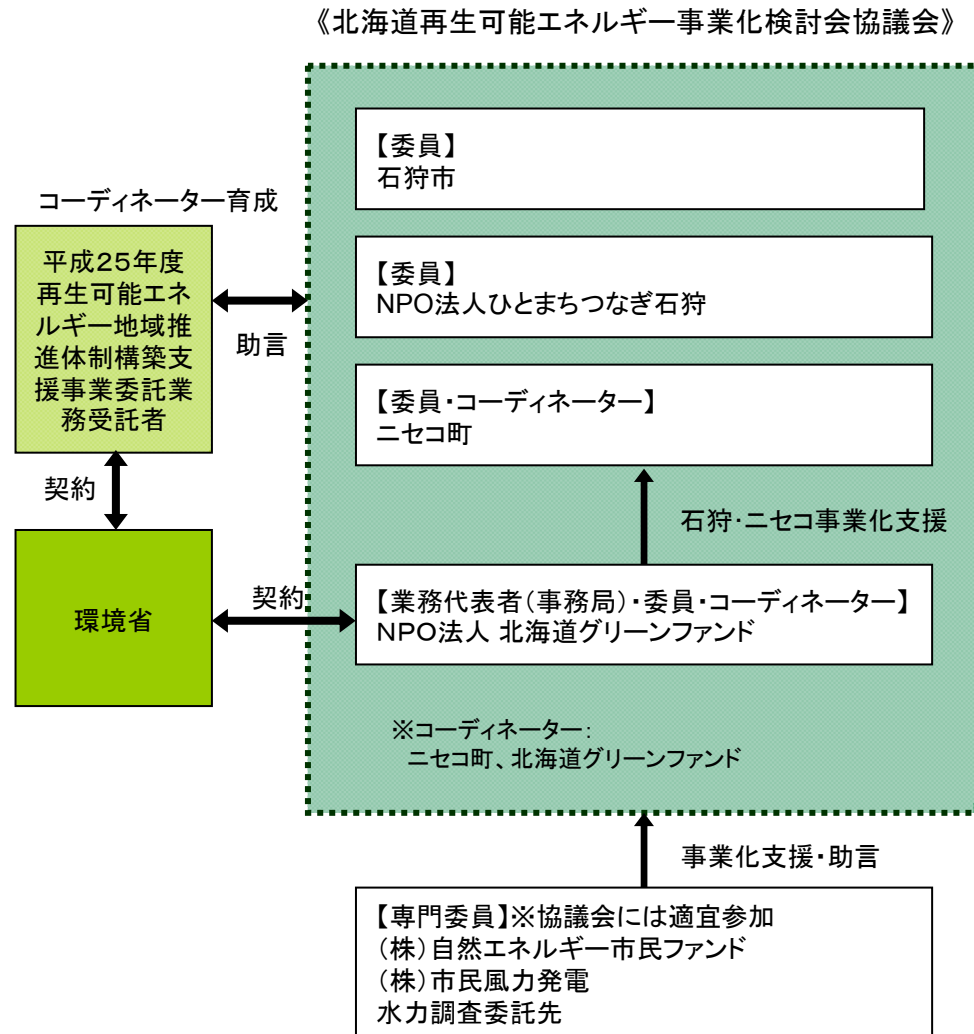 《北海道再生可能エネルギー事業化検討会協議会》
【委員】
石狩市
コーディネーター育成
平成25年度
再生可能エネ
ルギー地域推
進体制構築支
援事業委託業
務受託者
助言
【委員】
NPO法人ひとまちつなぎ石狩
【委員・コーディネーター】
ニセコ町
契約
石狩・ニセコ事業化支援
環境省
契約
【業務代表者(事務局)・委員・コーディネーター】
NPO法人 北海道グリーンファンド
※コーディネーター:
ニセコ町、北海道グリーンファンド
事業化支援・助言
【専門委員】※協議会には適宜参加
(株)自然エネルギー市民ファンド
(株)市民風力発電
水力調査委託先